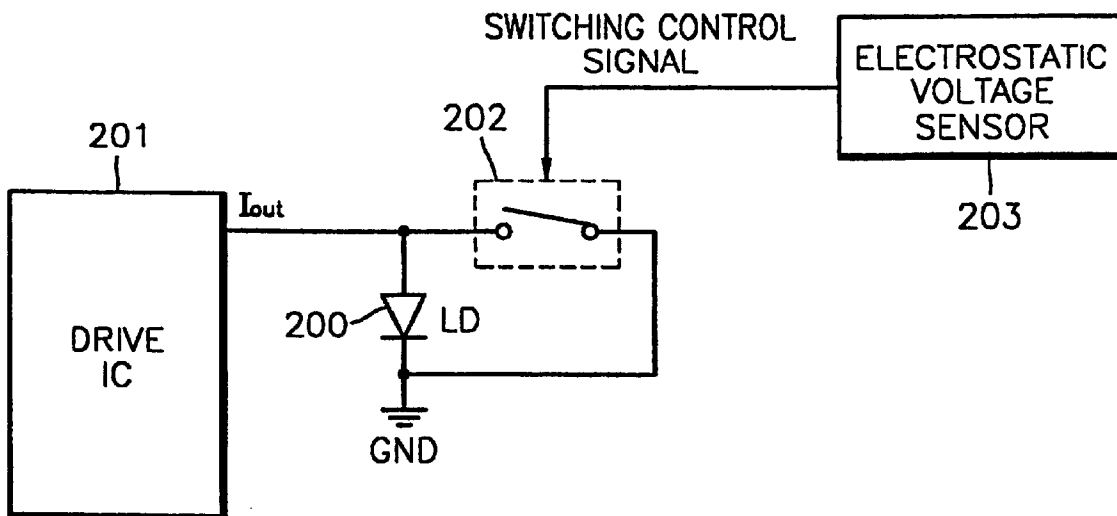 SWITCHING CONTROL
SIGNAL
ELECTROSTATIC
VOLTAGE
SENSOR
202
201
203
Iout
200
LD
DRIVE
IC
GND